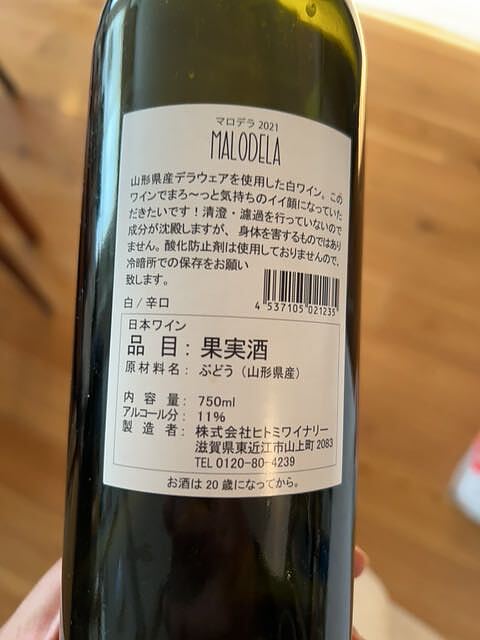 マロデラ 2021
MALODELA
山形県産デラウェアを使用した白ワイン。この
ワインでまろ〜っと気持ちのイイ顔になっていた
だきたいです！清澄・濾過を行っていないので
成分が沈殿しますが、身体を害するものではあり
ません。酸化防止剤は使用しておりませんので、
冷暗所での保存をお願い
致します。
白/辛口
4 537105 021235
日本ワイン
品 目：果実酒
原材料名：ぶどう（山形県産）
内 容 量：750ml
アルコール分：11%
製 造 者：株式会社ヒトミワイナリー
滋賀県東近江市山上町2083
TEL 0120-80-4239
お酒は20歳になってから。